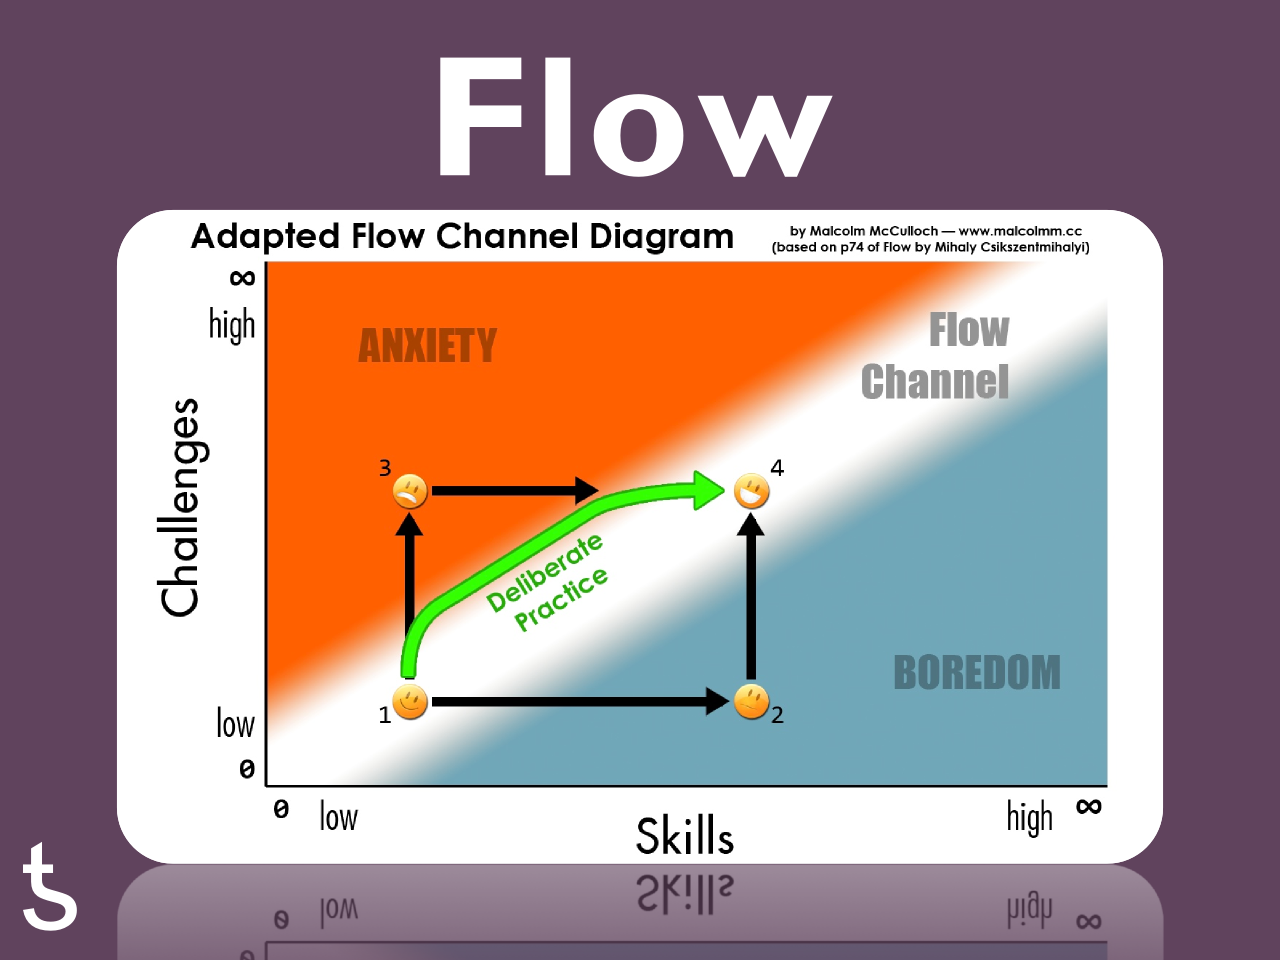 Flow
Adapted Flow Channel Diagram
by Malcolm McCulloch — www.malcolmm.cc
(based on p74 of Flow by Mihaly Csikszentmihalyi)
∞
high
ANXIETY
Flow
Channel
Challenges
3
4
Deliberate
Practice
BOREDOM
1
2
low
0
0
low
high
∞
Skills
ts